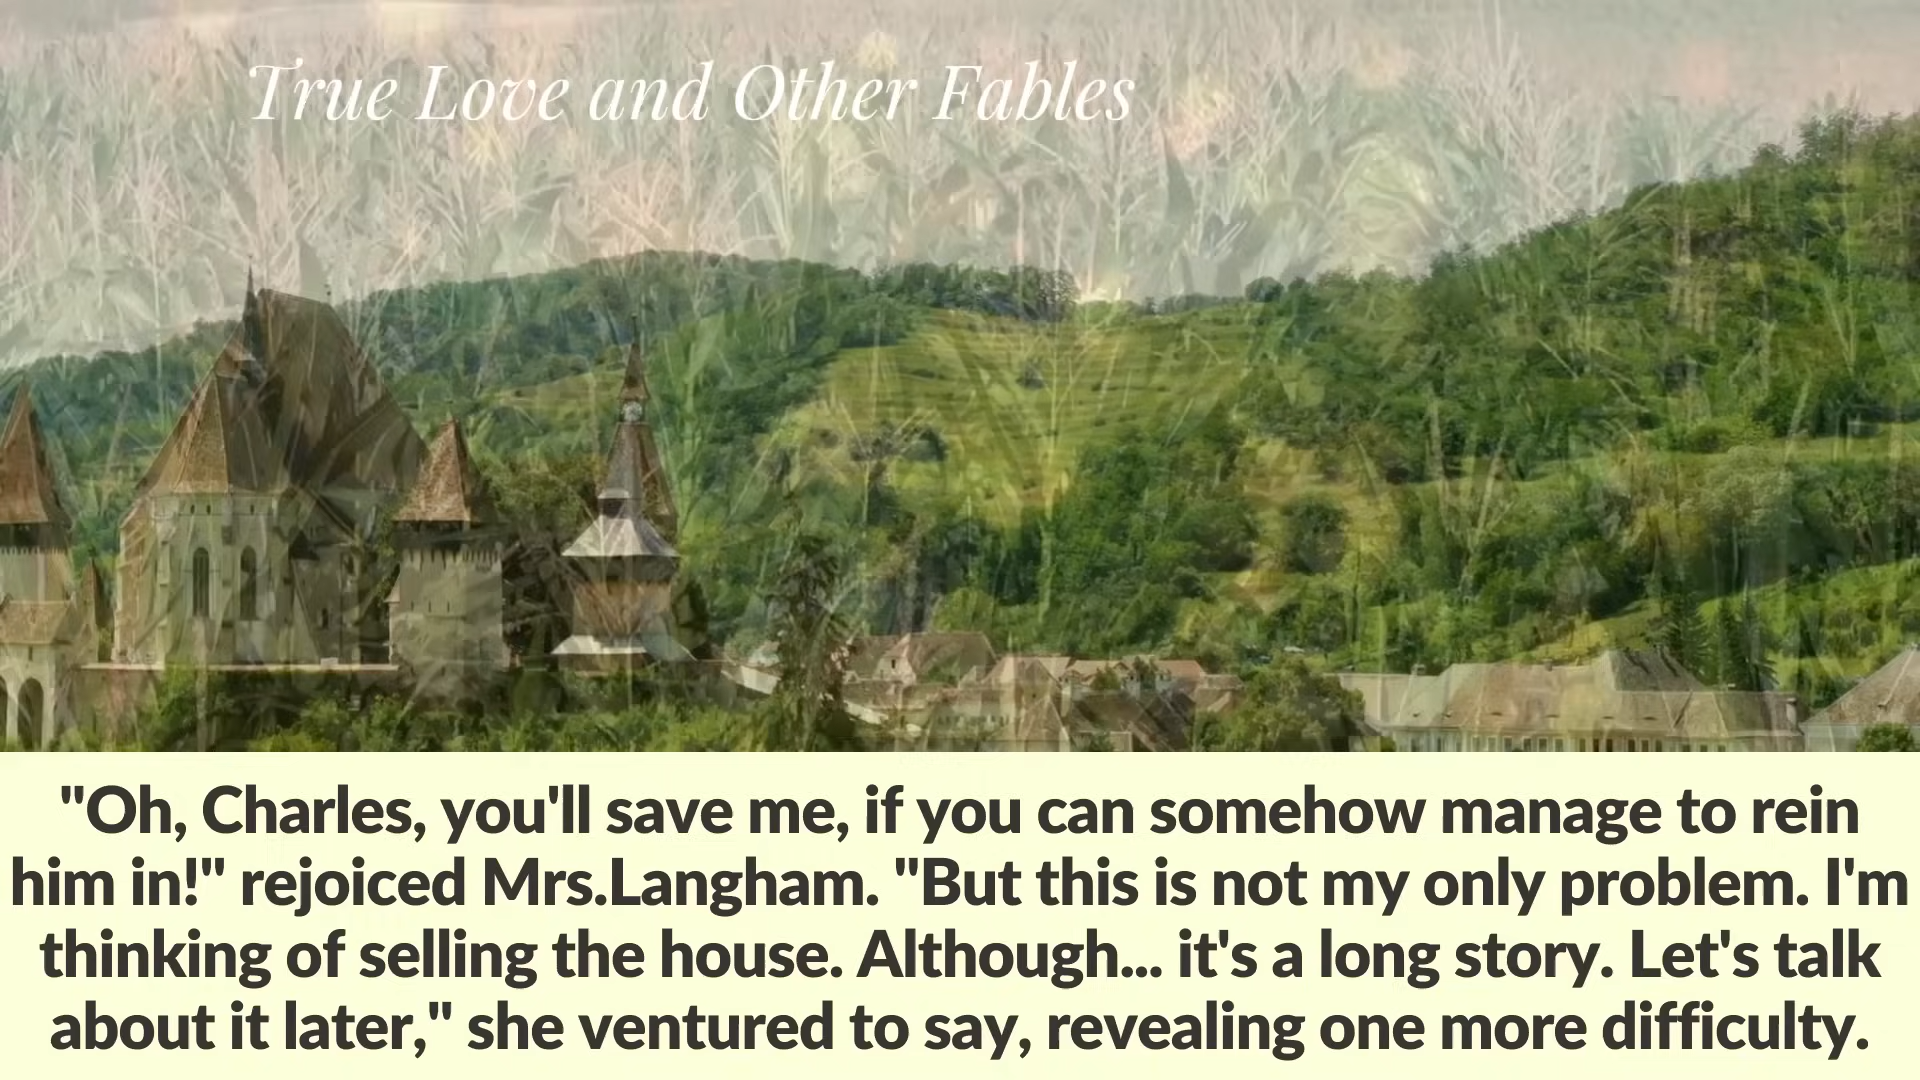 True Love and Other Fables
"Oh, Charles, you'll save me, if you can somehow manage to rein
him in!" rejoiced Mrs.Langham. "But this is not my only problem. I'm
thinking of selling the house. Although... it's a long story. Let's talk
about it later," she ventured to say, revealing one more difficulty.